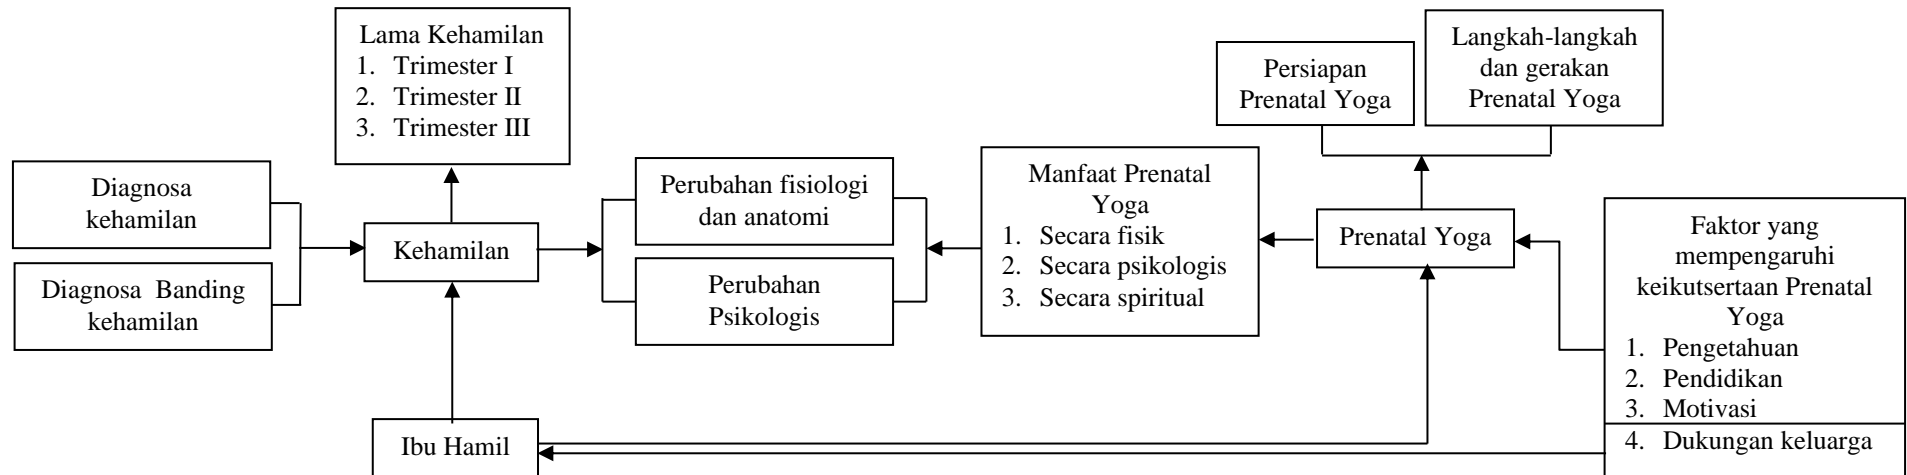 Lama Kehamilan
1. Trimester I
2. Trimester II
3. Trimester III
Langkah-langkah
dan gerakan
Prenatal Yoga
Persiapan
Prenatal Yoga
Diagnosa
kehamilan
Diagnosa Banding
kehamilan
Kehamilan
Perubahan fisiologi
dan anatomi
Perubahan
Psikologis
Manfaat Prenatal
Yoga
1. Secara fisik
2. Secara psikologis
3. Secara spiritual
Prenatal Yoga
Faktor yang
mempengaruhi
keikutsertaan Prenatal
Yoga
1. Pengetahuan
2. Pendidikan
3. Motivasi
4. Dukungan keluarga
Ibu Hamil